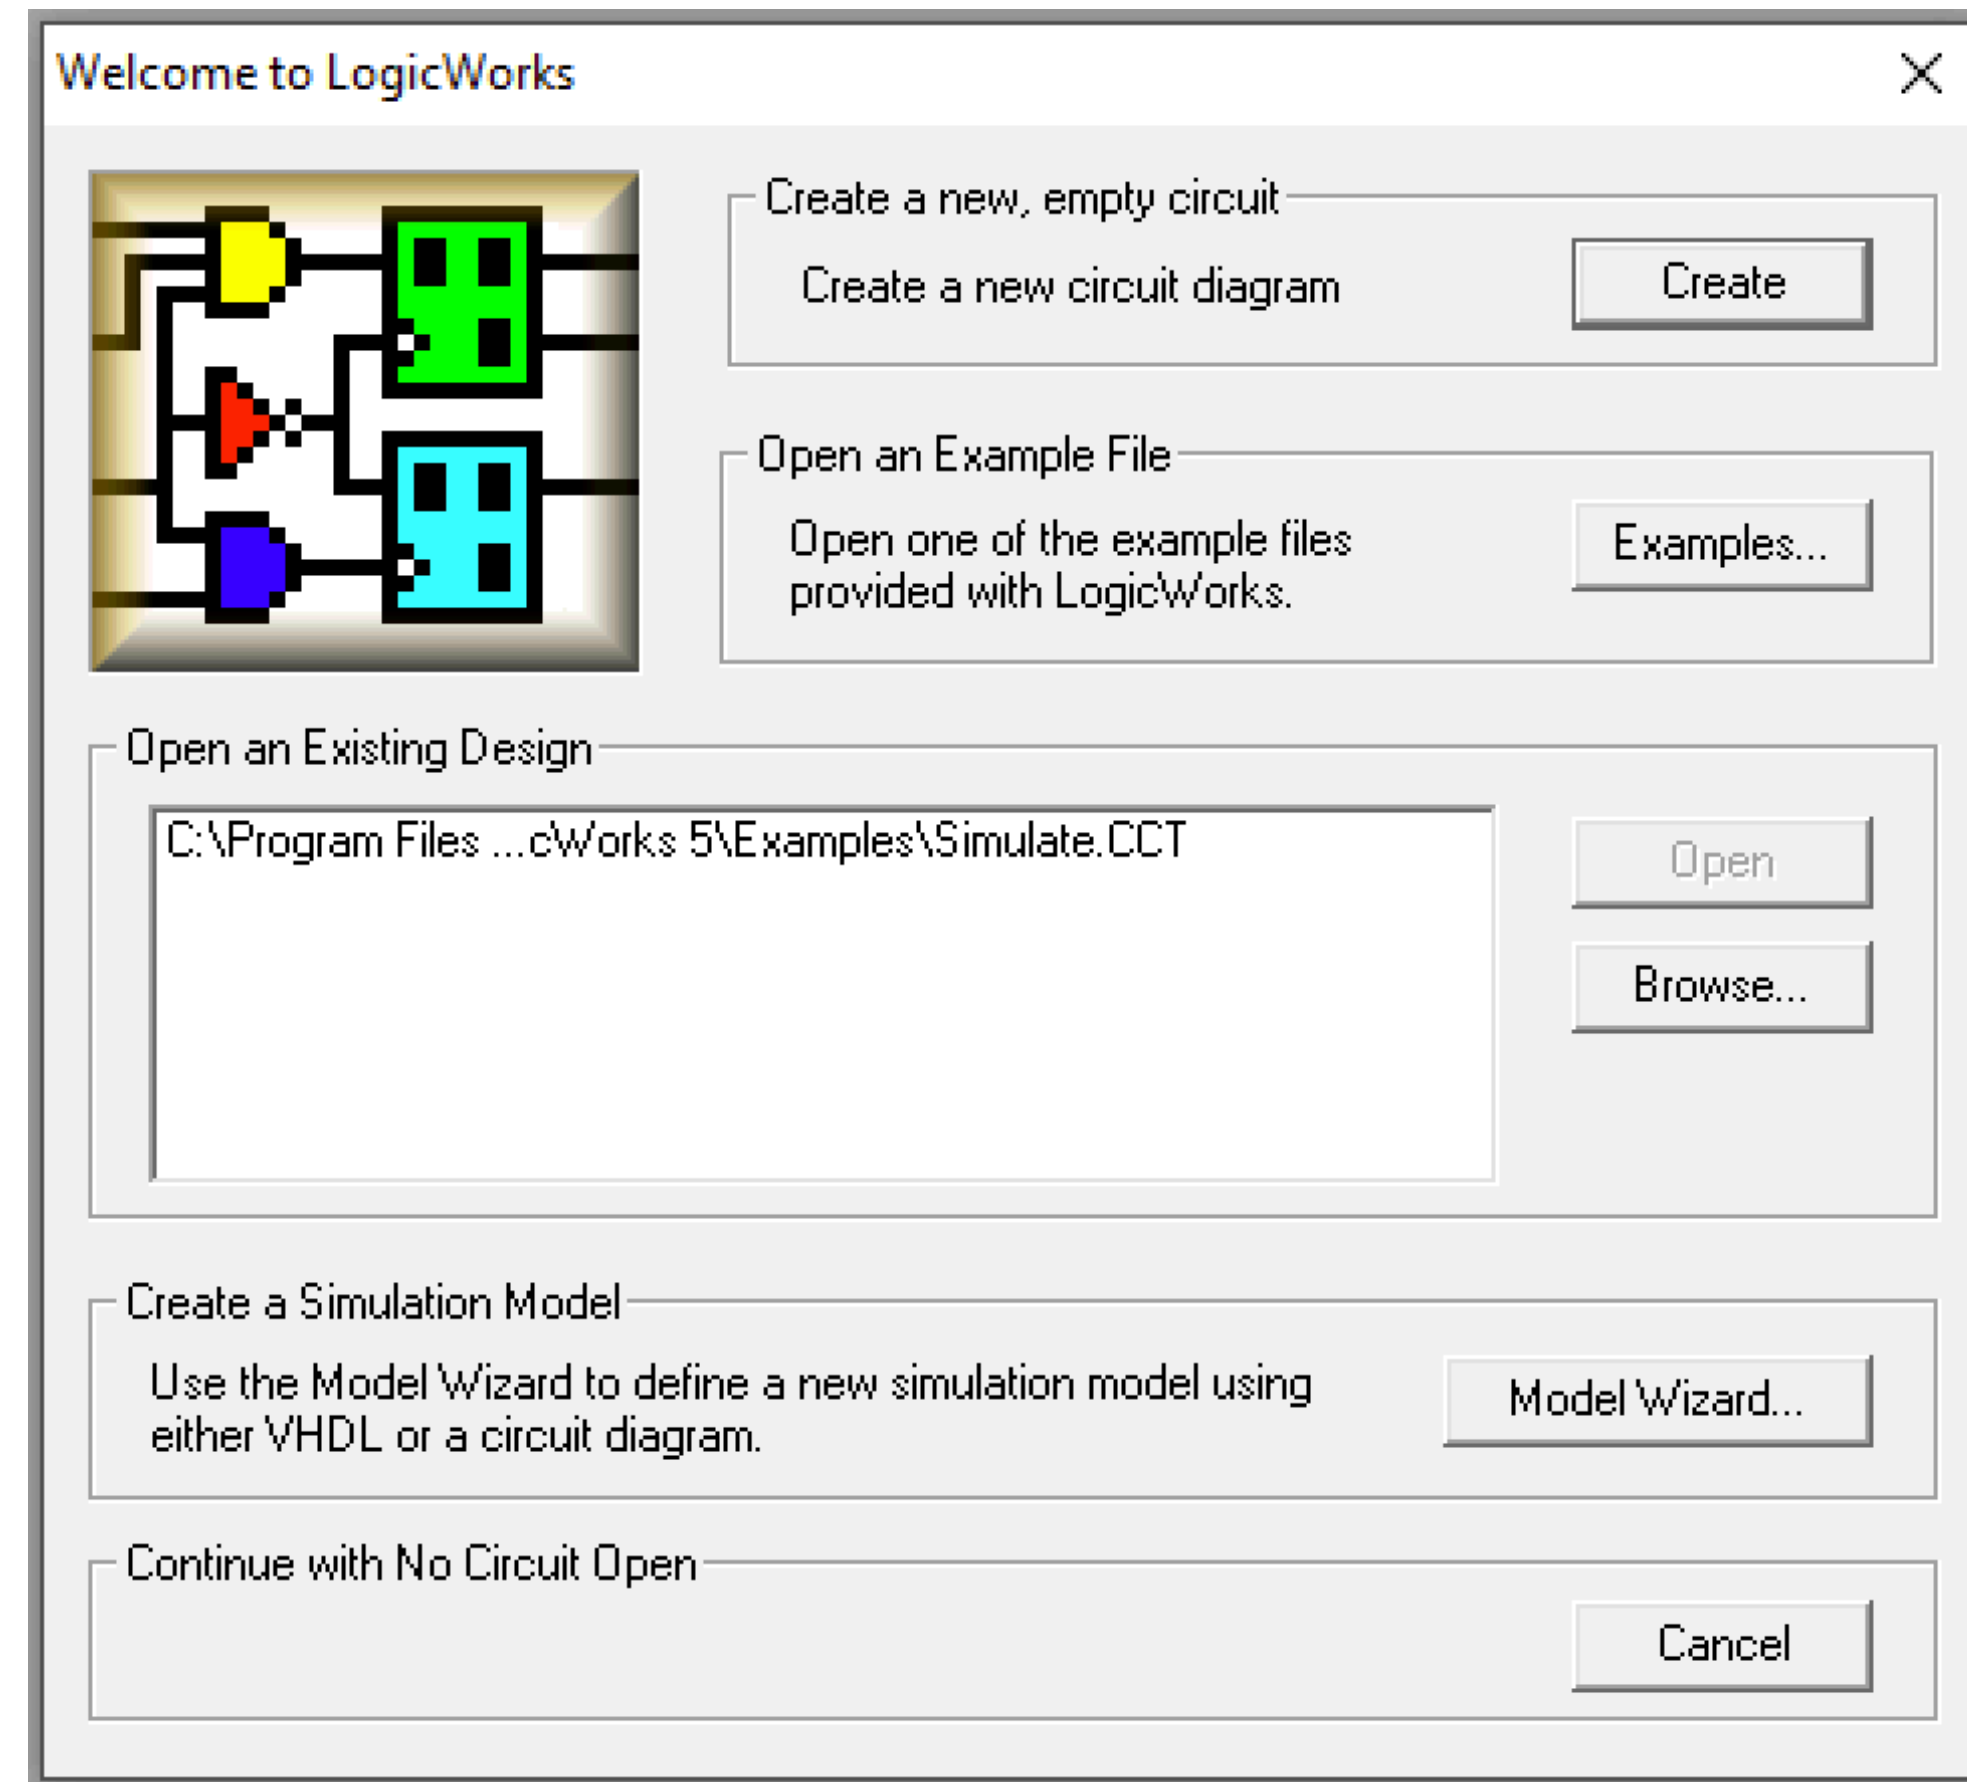 Welcome to LogicWorks
Create a new, empty circuit
Create a new circuit diagram
Create
Open an Example File
Open one of the example files
provided with LogicWorks.
Examples...
Open an Existing Design
C:\Program Files ...cWorks 5\Examples\Simulate.CCT
Open
Browse...
Create a Simulation Model
Use the Model Wizard to define a new simulation model using
either VHDL or a circuit diagram.
Model Wizard...
Continue with No Circuit Open
Cancel